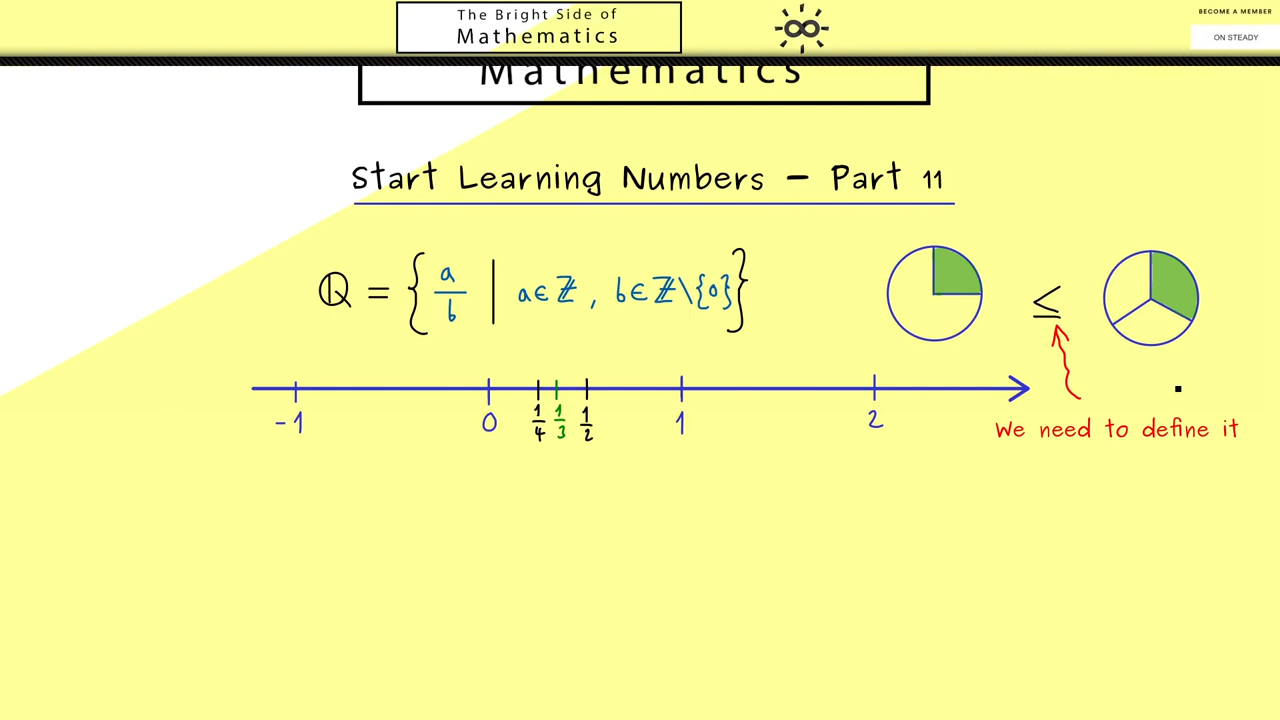 The Bright Side of
Mathematics
BECOME A MEMBER
ON STEADY
Mathematics
Start Learning Numbers – Part 11
ℚ = { a/b | a∈ℤ , b∈ℤ\{0} }
≤
-1 0 1/4 1/3 1/2 1 2
We need to define it